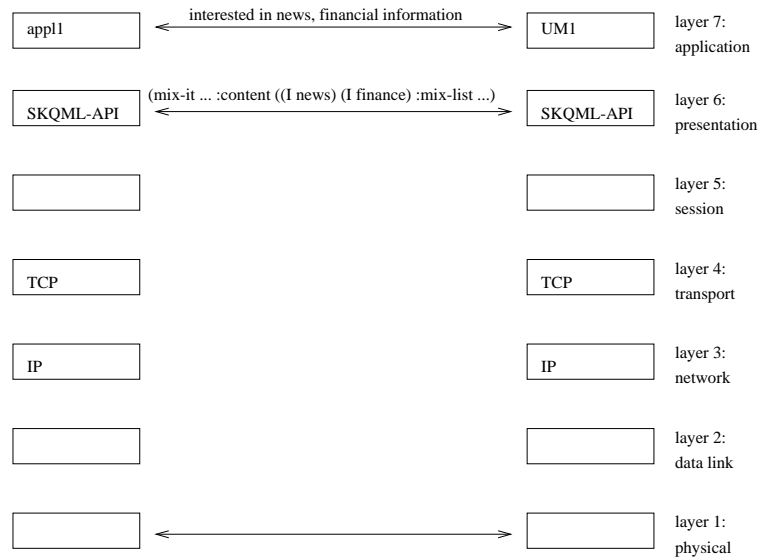 interested in news, financial information
appl1
UM1
layer 7:
application
(mix-it ... :content ((I news) (I finance) :mix-list ...)
SKQML-API
SKQML-API
layer 6:
presentation
layer 5:
session
TCP
TCP
layer 4:
transport
IP
IP
layer 3:
network
layer 2:
data link
layer 1:
physical